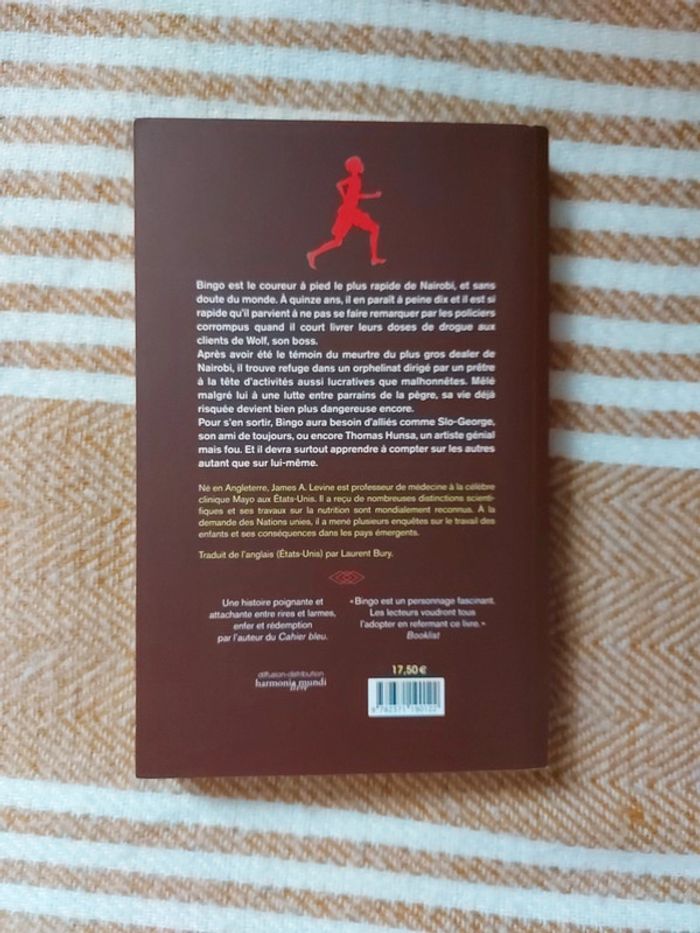 Bingo est le coureur à pied le plus rapide de Nairobi, et sans
doute du monde. À quinze ans, il en paraît à peine dix et il est si
rapide qu'il parvient à ne pas se faire remarquer par les policiers
corrompus quand il court livrer leurs doses de drogue aux
clients de Wolf, son boss.
Après avoir été le témoin du meurtre du plus gros dealer de
Nairobi, il trouve refuge dans un orphelinat dirigé par un prêtre
à la tête d'activités aussi lucratives que malhonnêtes. Mêlé
malgré lui à une lutte entre parrains de la pègre, sa vie déjà
risquée devient bien plus dangereuse encore.
Pour s'en sortir, Bingo aura besoin d'alliés comme Slo-George,
son ami de toujours, ou encore Thomas Hunsa, un artiste génial
mais fou. Et il devra surtout apprendre à compter sur les autres
autant que sur lui-même.
Né en Angleterre, James A. Levine est professeur de médecine à la célèbre
clinique Mayo aux États-Unis. Il a reçu de nombreuses distinctions scienti-
fiques et ses travaux sur la nutrition sont mondialement reconnus. À la
demande des Nations unies, il a mené plusieurs enquêtes sur le travail des
enfants et ses conséquences dans les pays émergents.
Traduit de l'anglais (États-Unis) par Laurent Bury.
Une histoire poignante et
attachante entre rires et larmes,
enfer et rédemption
par l'auteur du Cahier bleu.
« Bingo est un personnage fascinant.
Les lecteurs voudront tous
l'adopter en refermant ce livre. »
Booklist
diffusion-distribution
harmonia mundi
livre
17,50 €